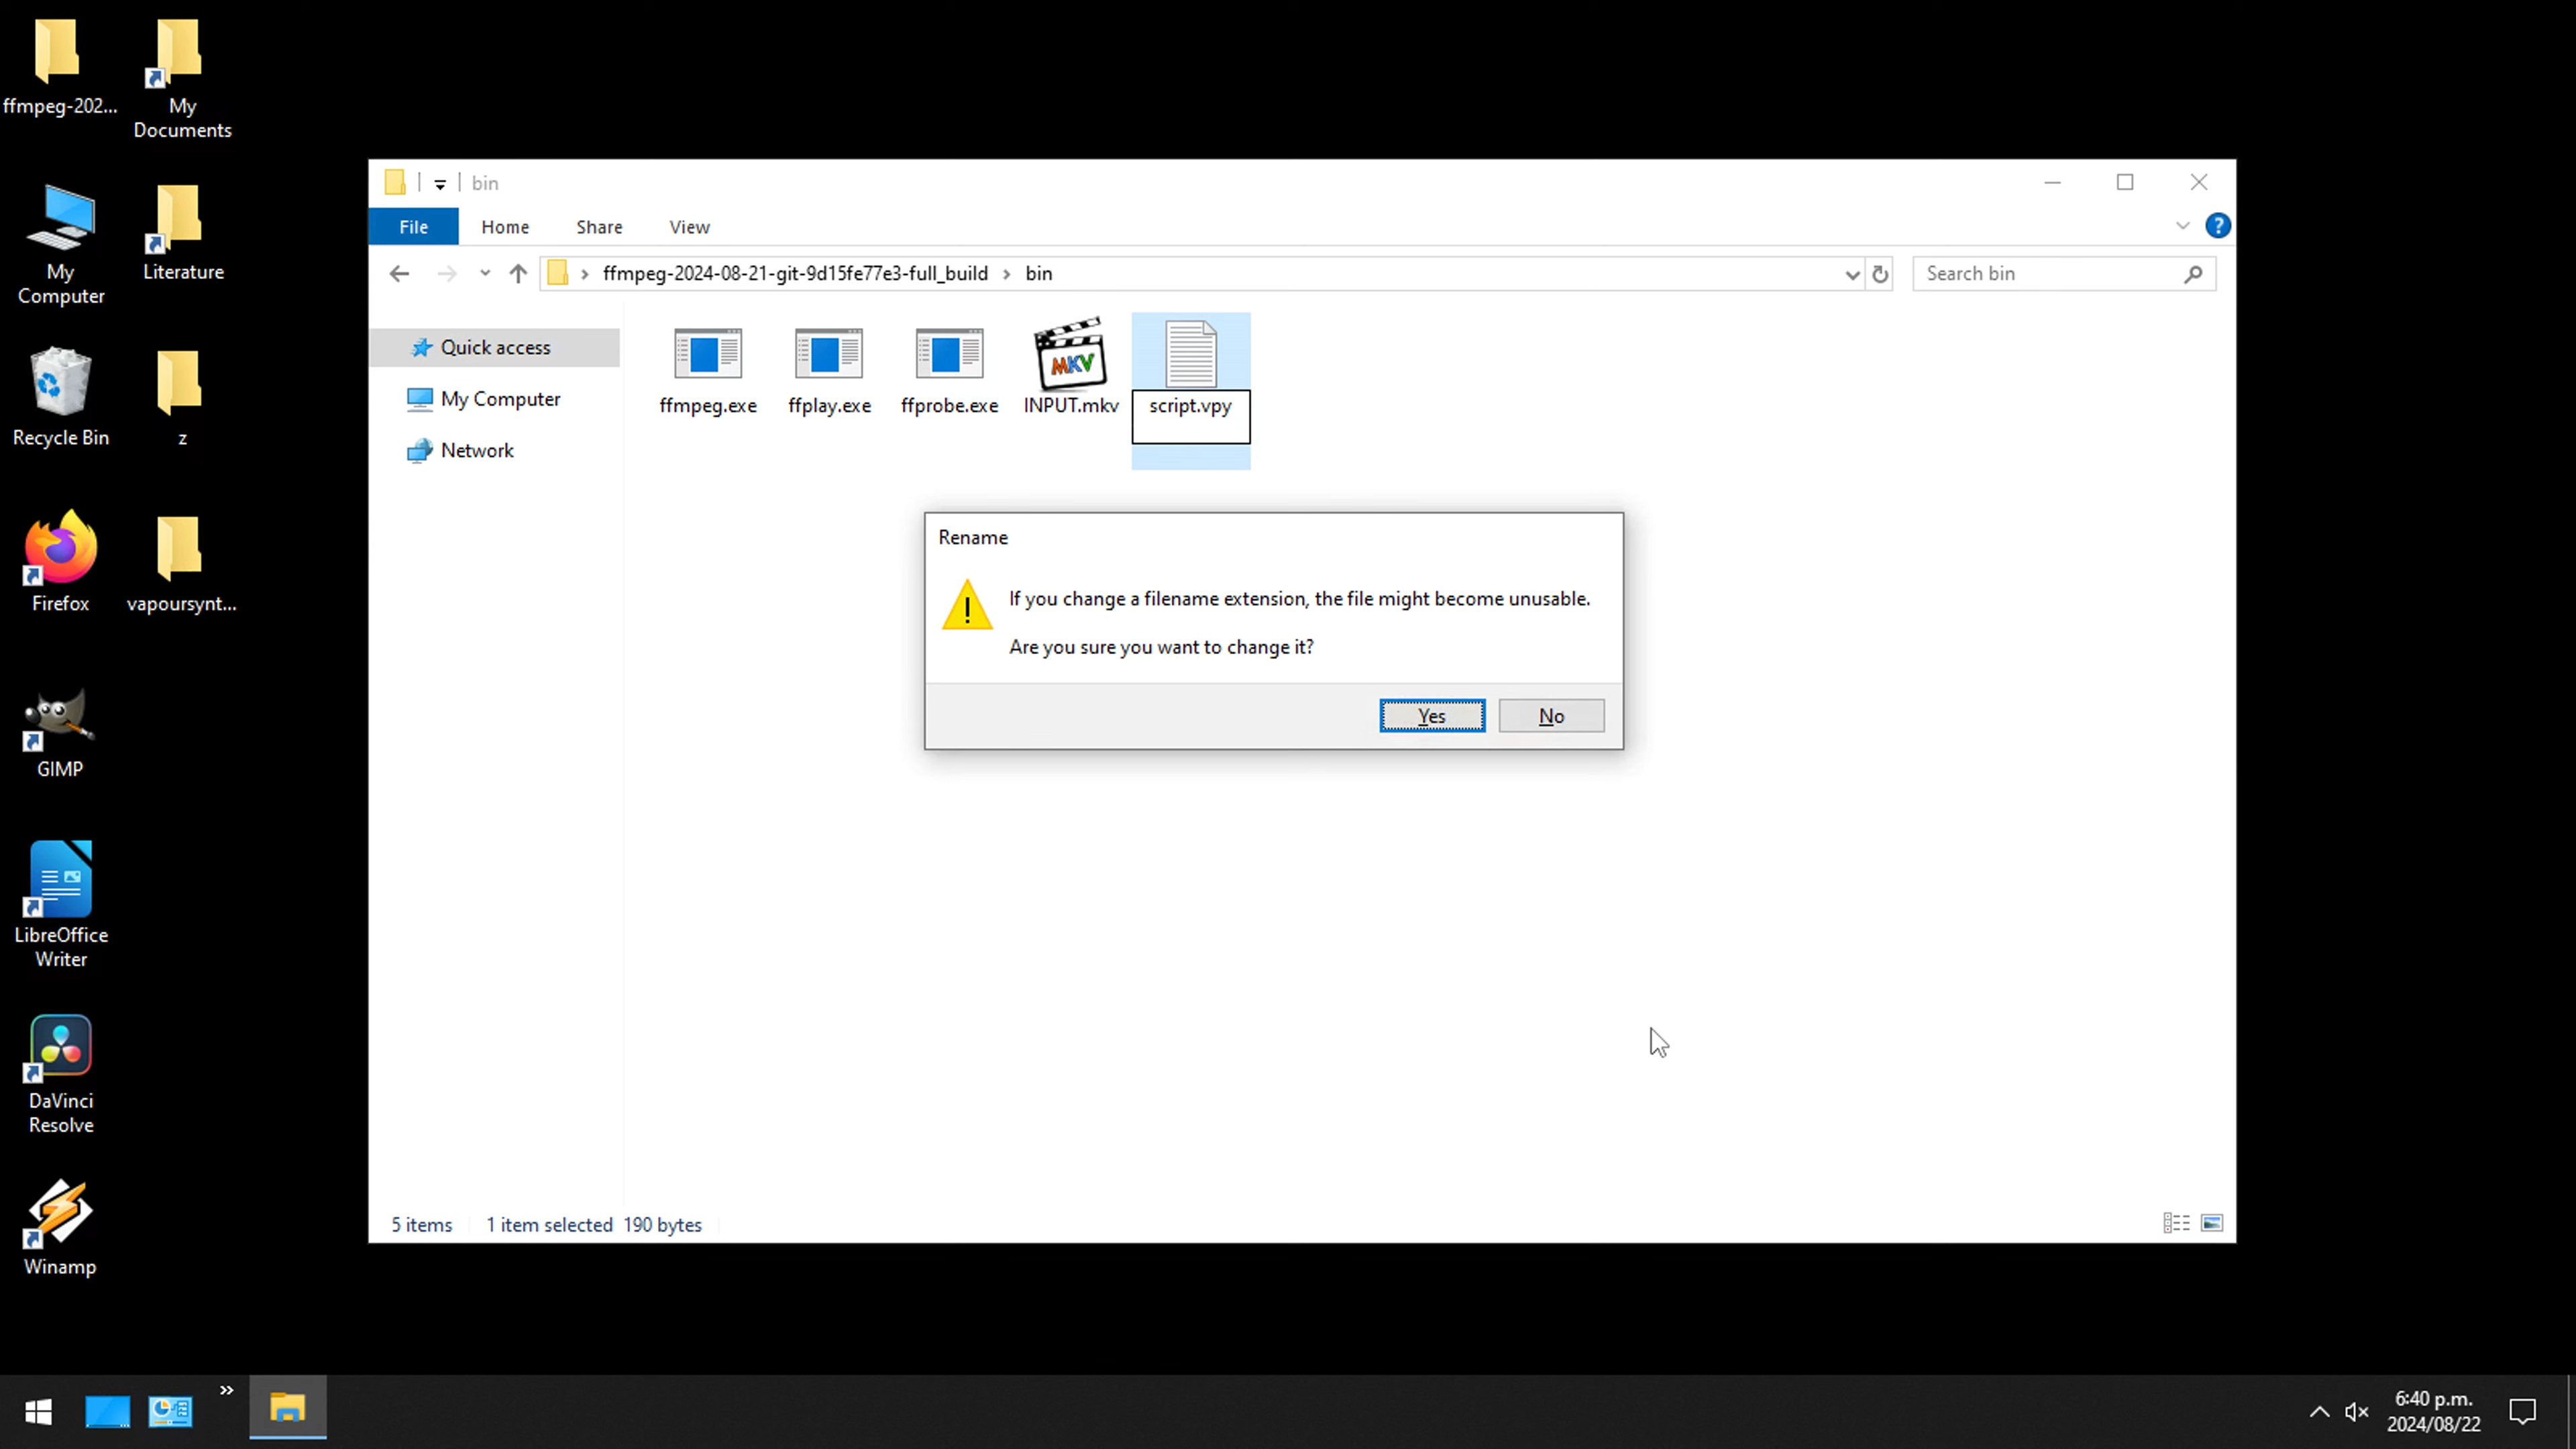 ffmpeg-202...
My
Documents
My
Computer
Literature
Recycle Bin
z
Firefox
vapoursynt...
GIMP
LibreOffice
Writer
DaVinci
Resolve
Winamp
bin
File
Home
Share
View
?
ffmpeg-2024-08-21-git-9d15fe77e3-full_build
bin
Search bin
Quick access
My Computer
Network
MKV
ffmpeg.exe
ffplay.exe
ffprobe.exe
INPUT.mkv
script.vpy
Rename
!
If you change a filename extension, the file might become unusable.
Are you sure you want to change it?
Yes
No
5 items
1 item selected
190 bytes
6:40 p.m.
2024/08/22